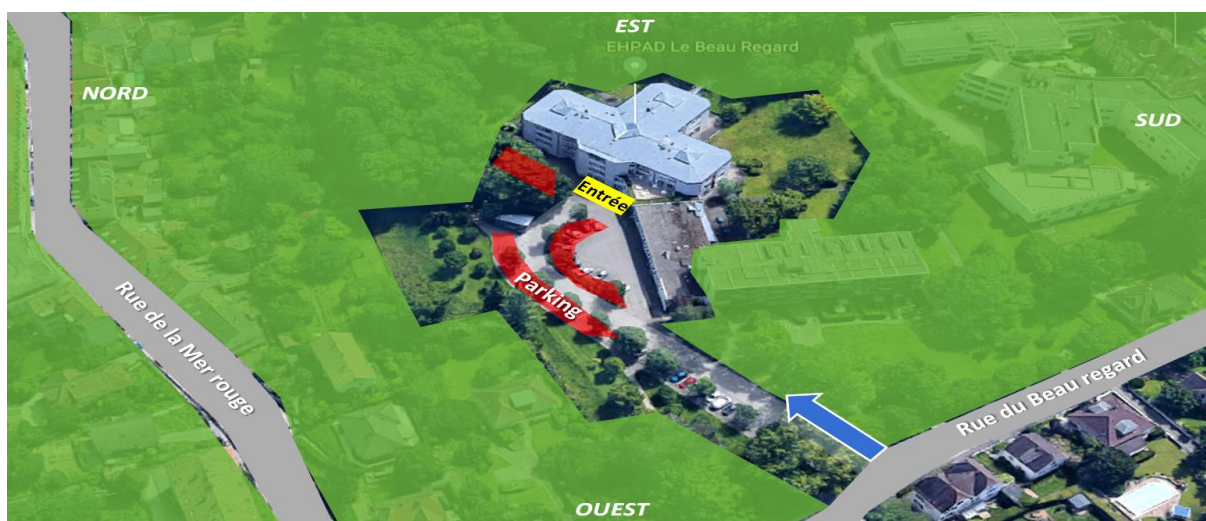 EST
EHPAD Le Beau Regard
NORD
SUD
Entrée
Parking
Rue de la Mer rouge
Rue du Beau regard
OUEST